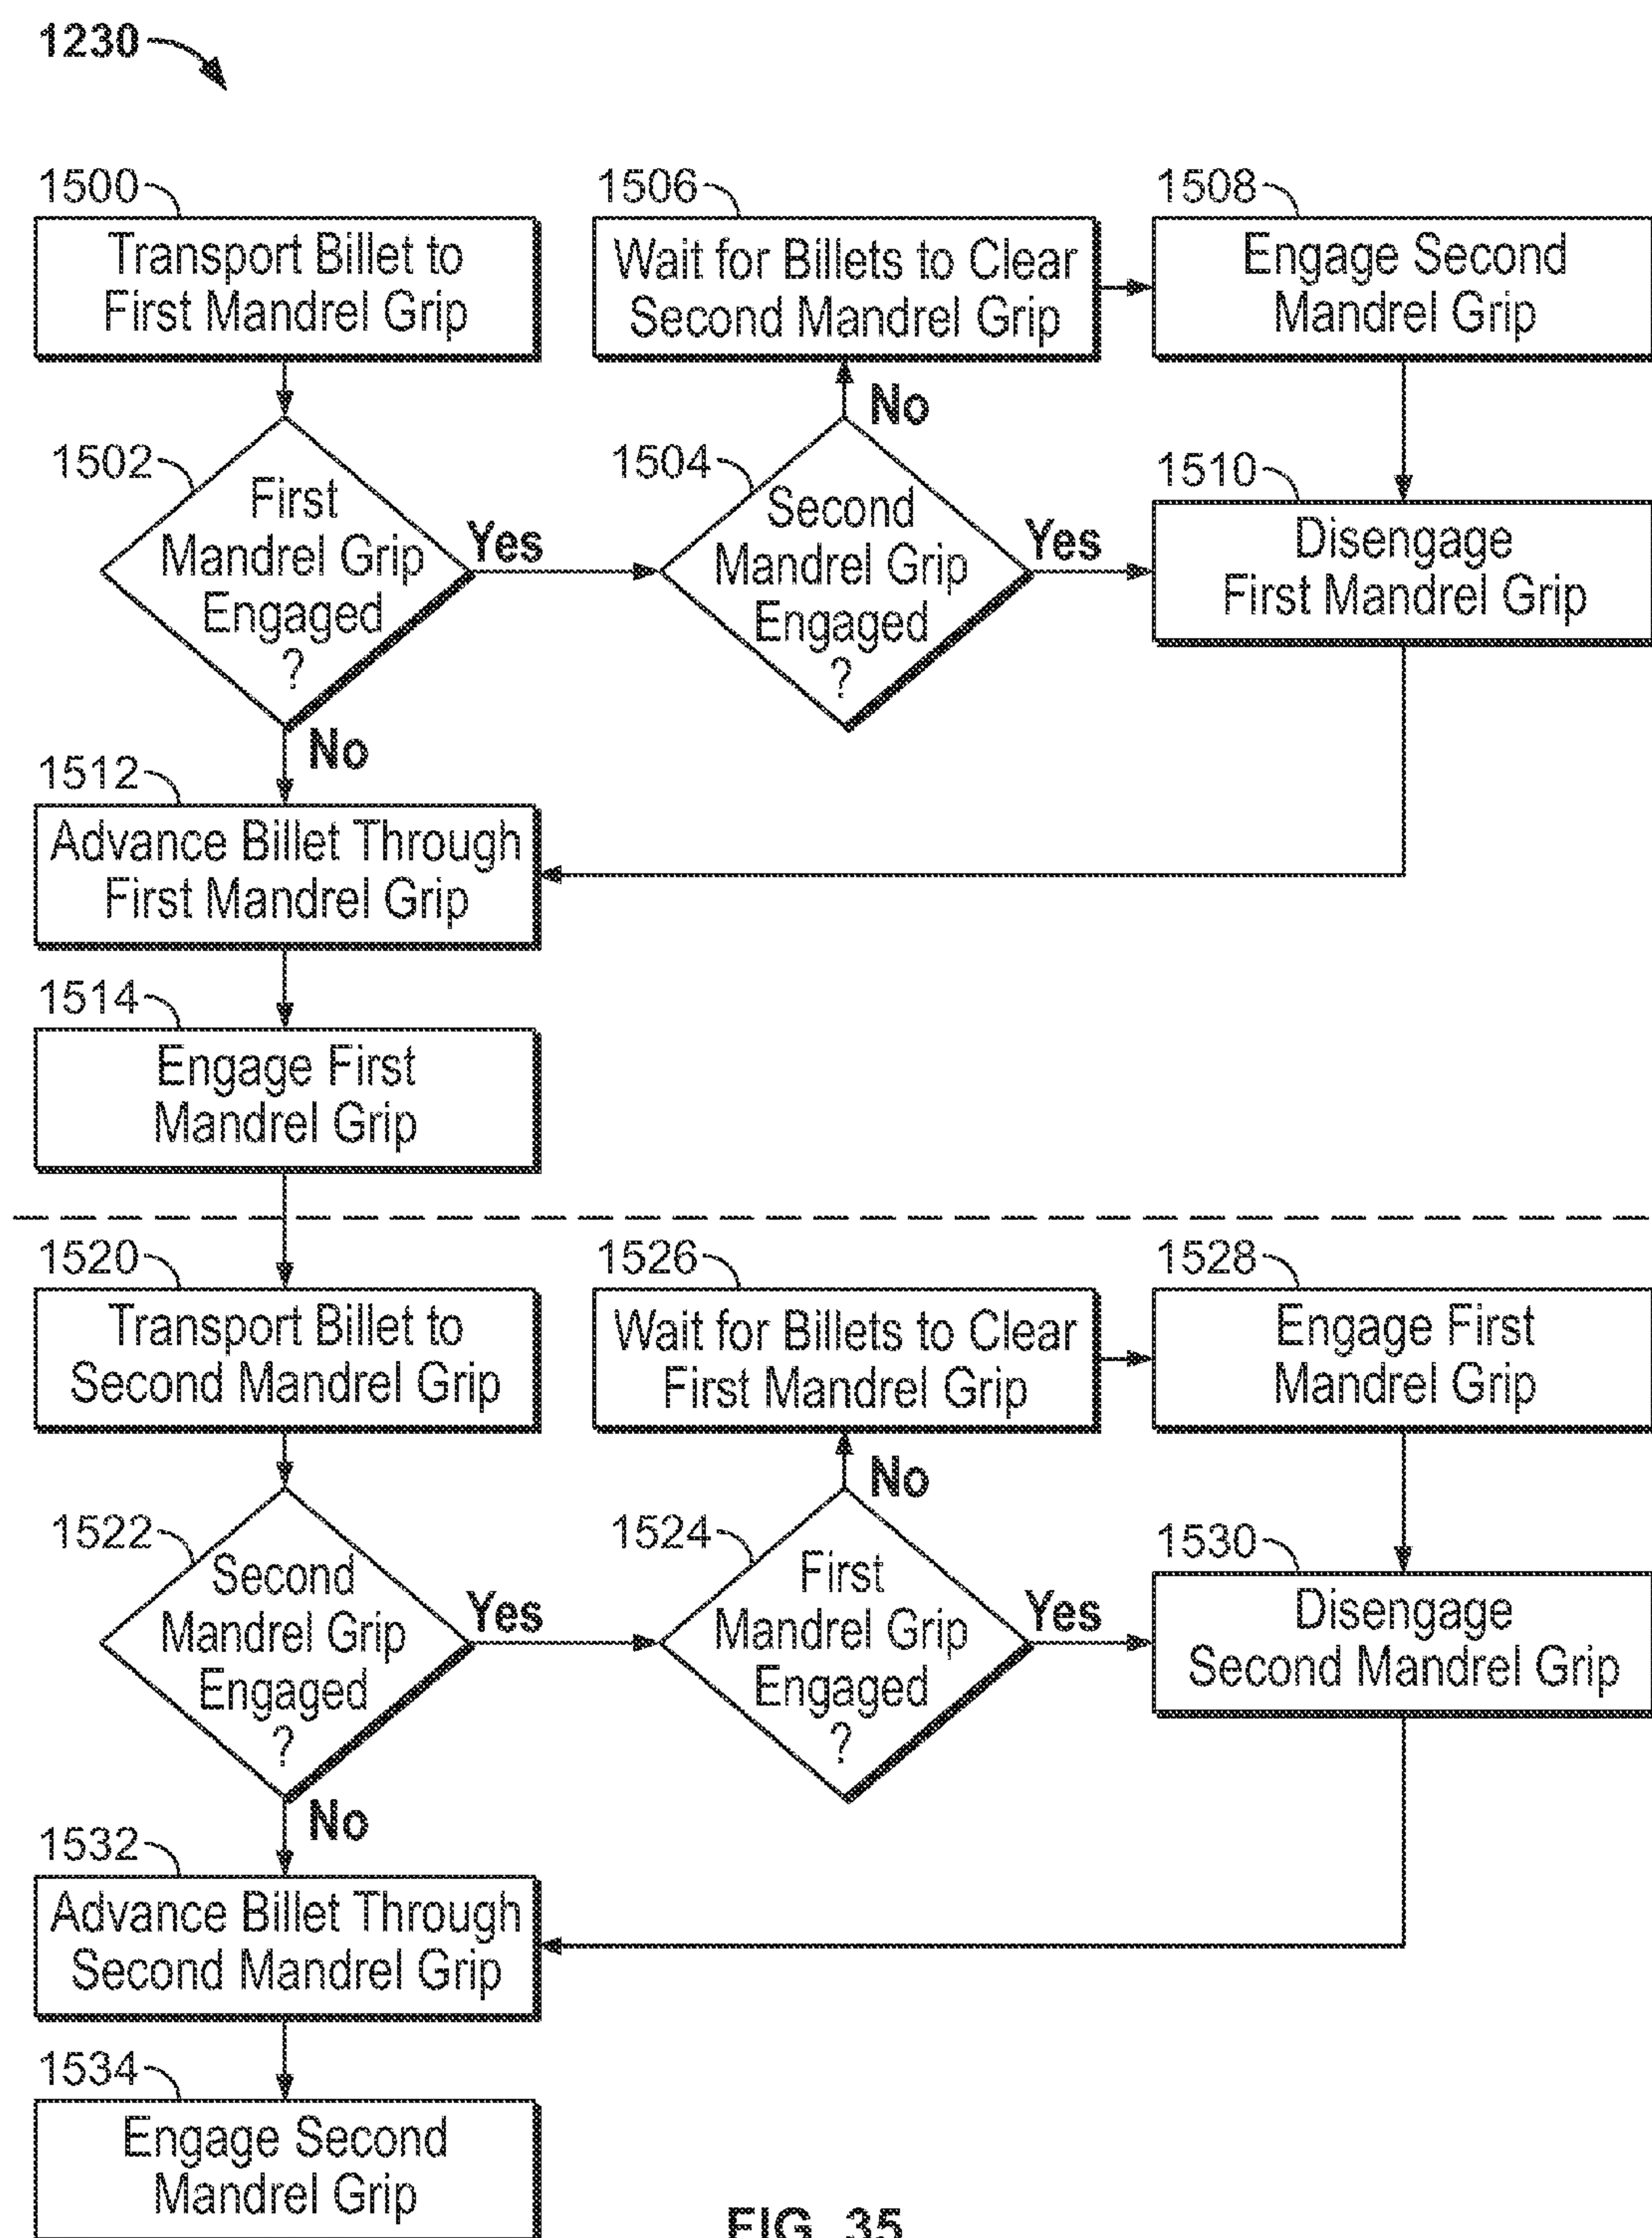 1230
1500
Transport Billet to
First Mandrel Grip
1506
Wait for Billets to Clear
Second Mandrel Grip
1508
Engage Second
Mandrel Grip
1502
First
Mandrel Grip
Engaged
?
Yes
No
1504
Second
Mandrel Grip
Engaged
?
No
Yes
1510
Disengage
First Mandrel Grip
1512
Advance Billet Through
First Mandrel Grip
1514
Engage First
Mandrel Grip
1520
Transport Billet to
Second Mandrel Grip
1526
Wait for Billets to Clear
First Mandrel Grip
1528
Engage First
Mandrel Grip
1522
Second
Mandrel Grip
Engaged
?
Yes
No
1524
First
Mandrel Grip
Engaged
?
No
Yes
1530
Disengage
Second Mandrel Grip
1532
Advance Billet Through
Second Mandrel Grip
1534
Engage Second
Mandrel Grip
FIG. 35